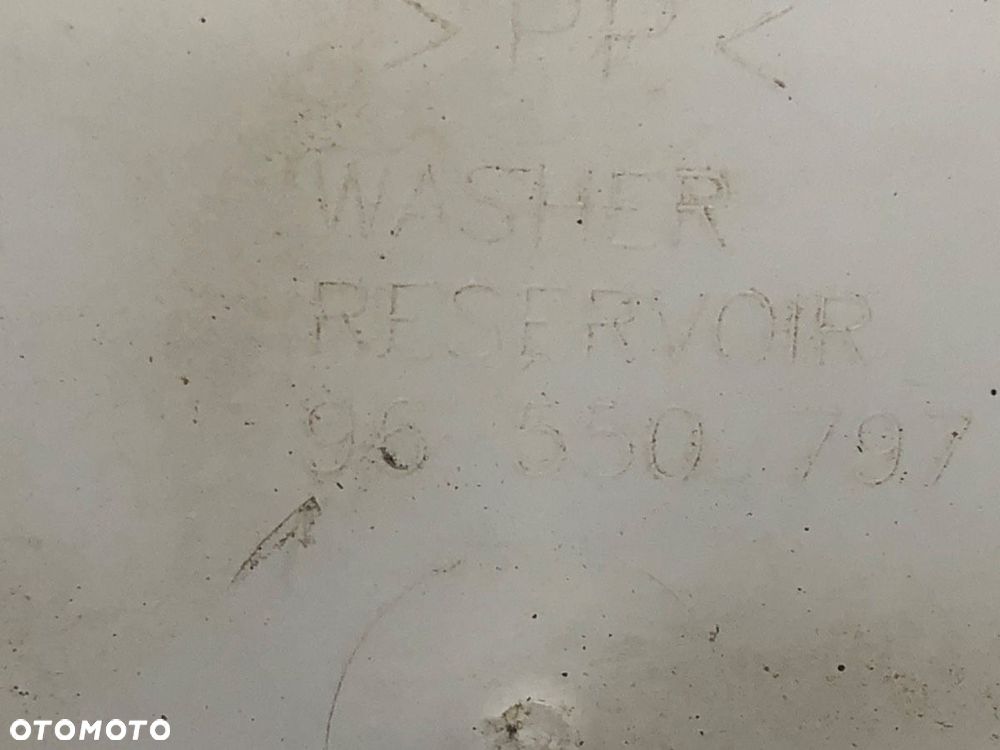 >PP<
WASHER
RESERVOIR
96 550 797
OTOMOTO